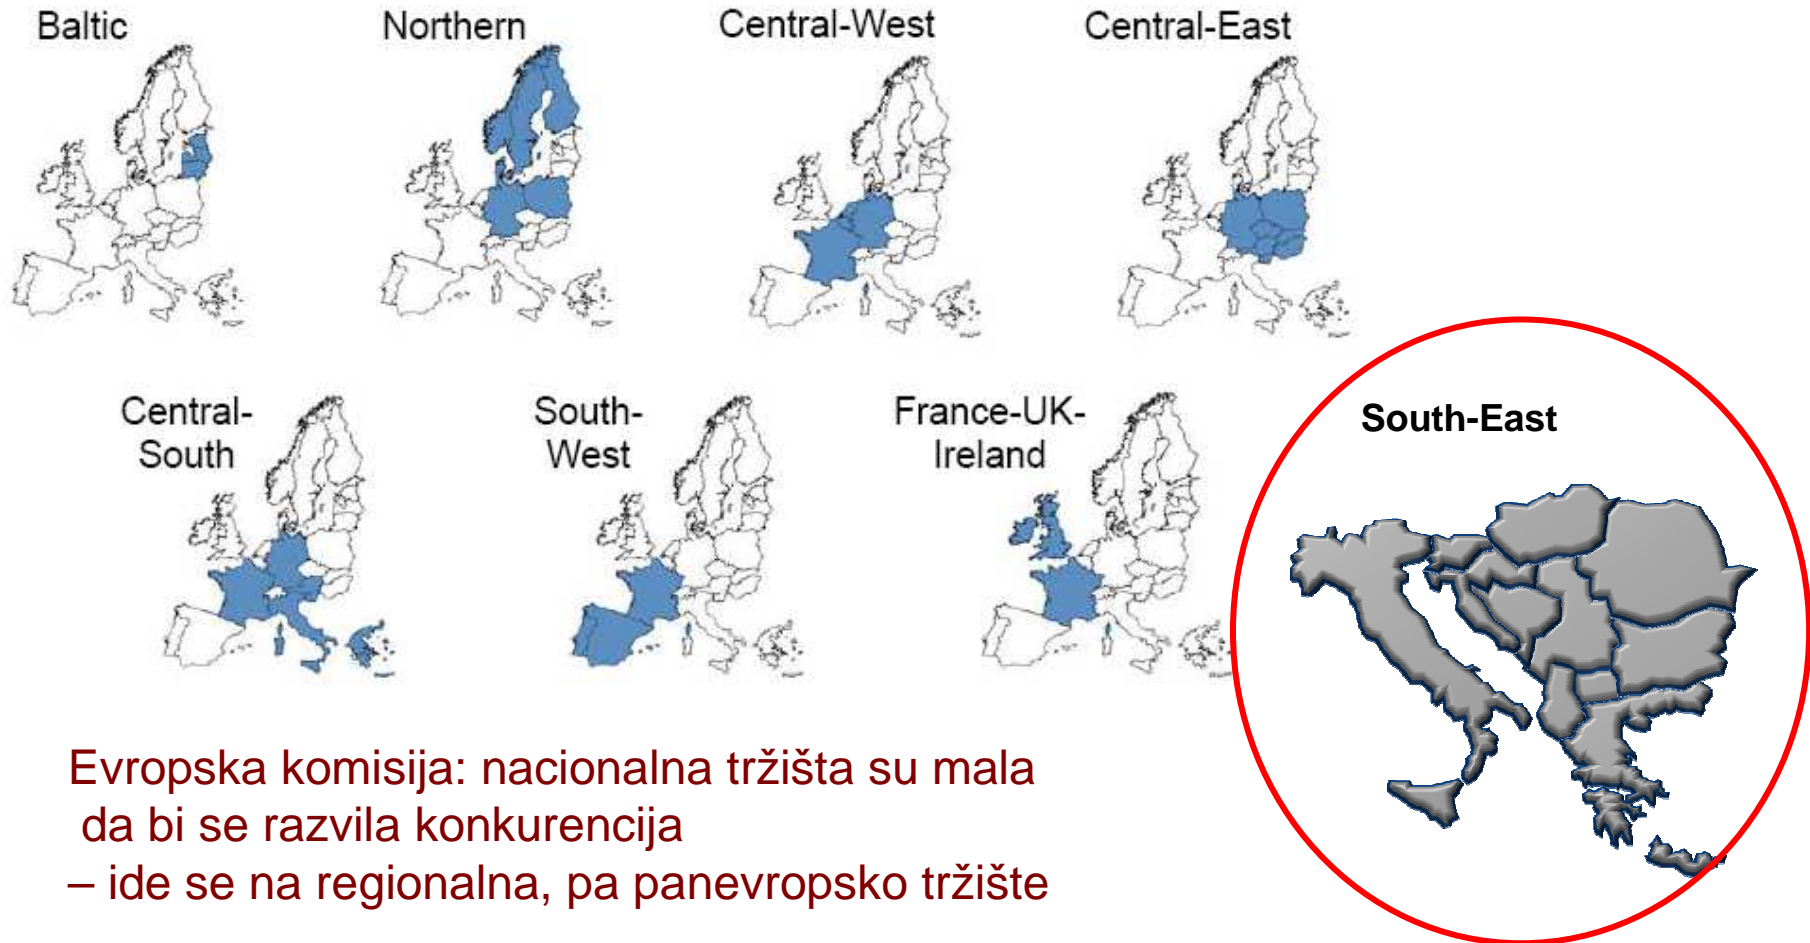 Baltic
Northern
Central-West
Central-East
Central-
South
South-
West
France-UK-
Ireland
South-East
Evropska komisija: nacionalna tržišta su mala
da bi se razvila konkurencija
– ide se na regionalna, pa panevropsko tržište